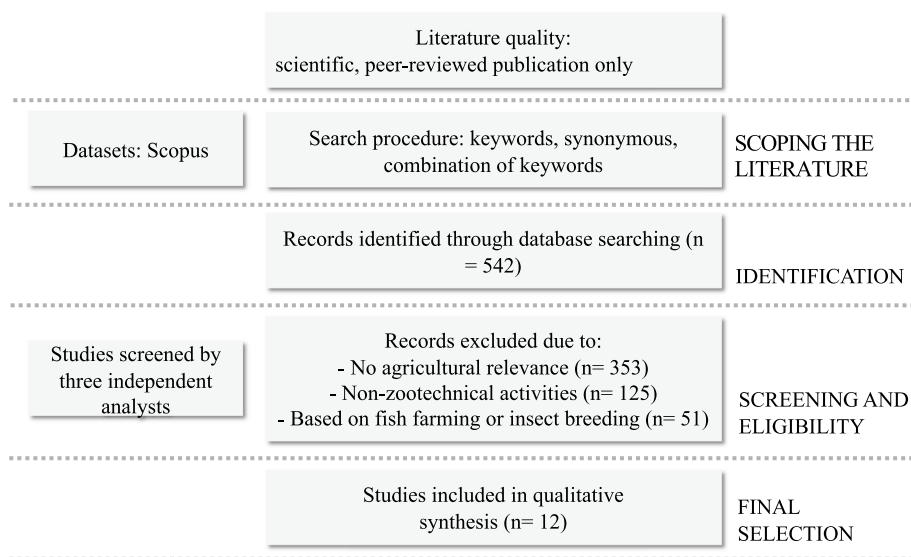 Literature quality:
scientific, peer-reviewed publication only
Datasets: Scopus
Search procedure: keywords, synonymous,
combination of keywords
SCOPING THE
LITERATURE
Records identified through database searching (n
= 542)
IDENTIFICATION
Studies screened by
three independent
analysts
Records excluded due to:
- No agricultural relevance (n= 353)
- Non-zootechnical activities (n= 125)
- Based on fish farming or insect breeding (n= 51)
SCREENING AND
ELIGIBILITY
Studies included in qualitative
synthesis (n= 12)
FINAL
SELECTION